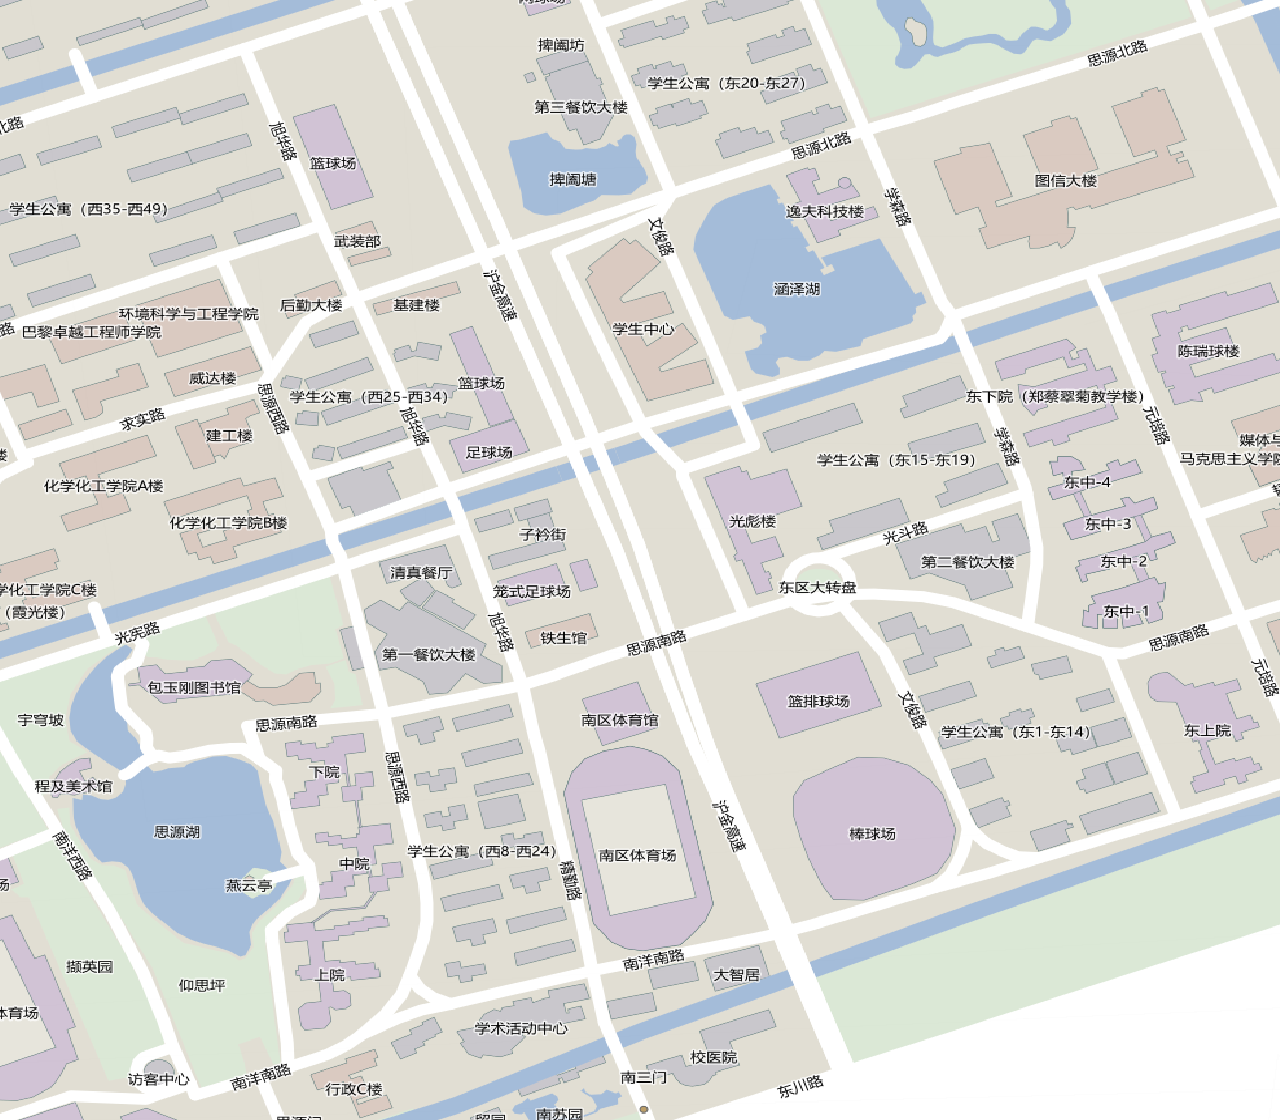 捭阖坊
学生公寓（东20-东27）
思源北路
第三餐饮大楼
北路
旭华路
思源北路
篮球场
捭阖塘
图信大楼
学生公寓（西35-西49）
学森路
逸夫科技楼
武装部
文俊路
沪金高速
涵泽湖
后勤大楼
基建楼
环境科学与工程学院
巴黎卓越工程师学院
路
学生中心
陈瑞球楼
威达楼
篮球场
学生公寓（西25-西34）
东下院（郑蔡翠菊教学楼）
思源西路
求实路
旭华路
元培路
建工楼
学森路
媒体与
楼
足球场
学生公寓（东15-东19）
马克思主义学院
化学化工学院A楼
东中-4
化学化工学院B楼
光彪楼
东中-3
子衿街
光斗路
第二餐饮大楼
东中-2
清真餐厅
学化工学院C楼
笼式足球场
东区大转盘
（霞光楼）
东中-1
光宪路
旭华路
铁生馆
思源南路
思源南路
第一餐饮大楼
元培路
包玉刚图书馆
篮排球场
宇穹坡
思源南路
南区体育馆
文俊路
学生公寓（东1-东14）
东上院
下院
思源西路
程及美术馆
沪金高速
思源湖
棒球场
南洋西路
学生公寓（西8-西24）
南区体育场
中院
精勤路
燕云亭
场
撷英园
南洋南路
上院
大智居
仰思坪
体育场
学术活动中心
校医院
访客中心
南洋南路
南三门
东川路
行政C楼
南苏园